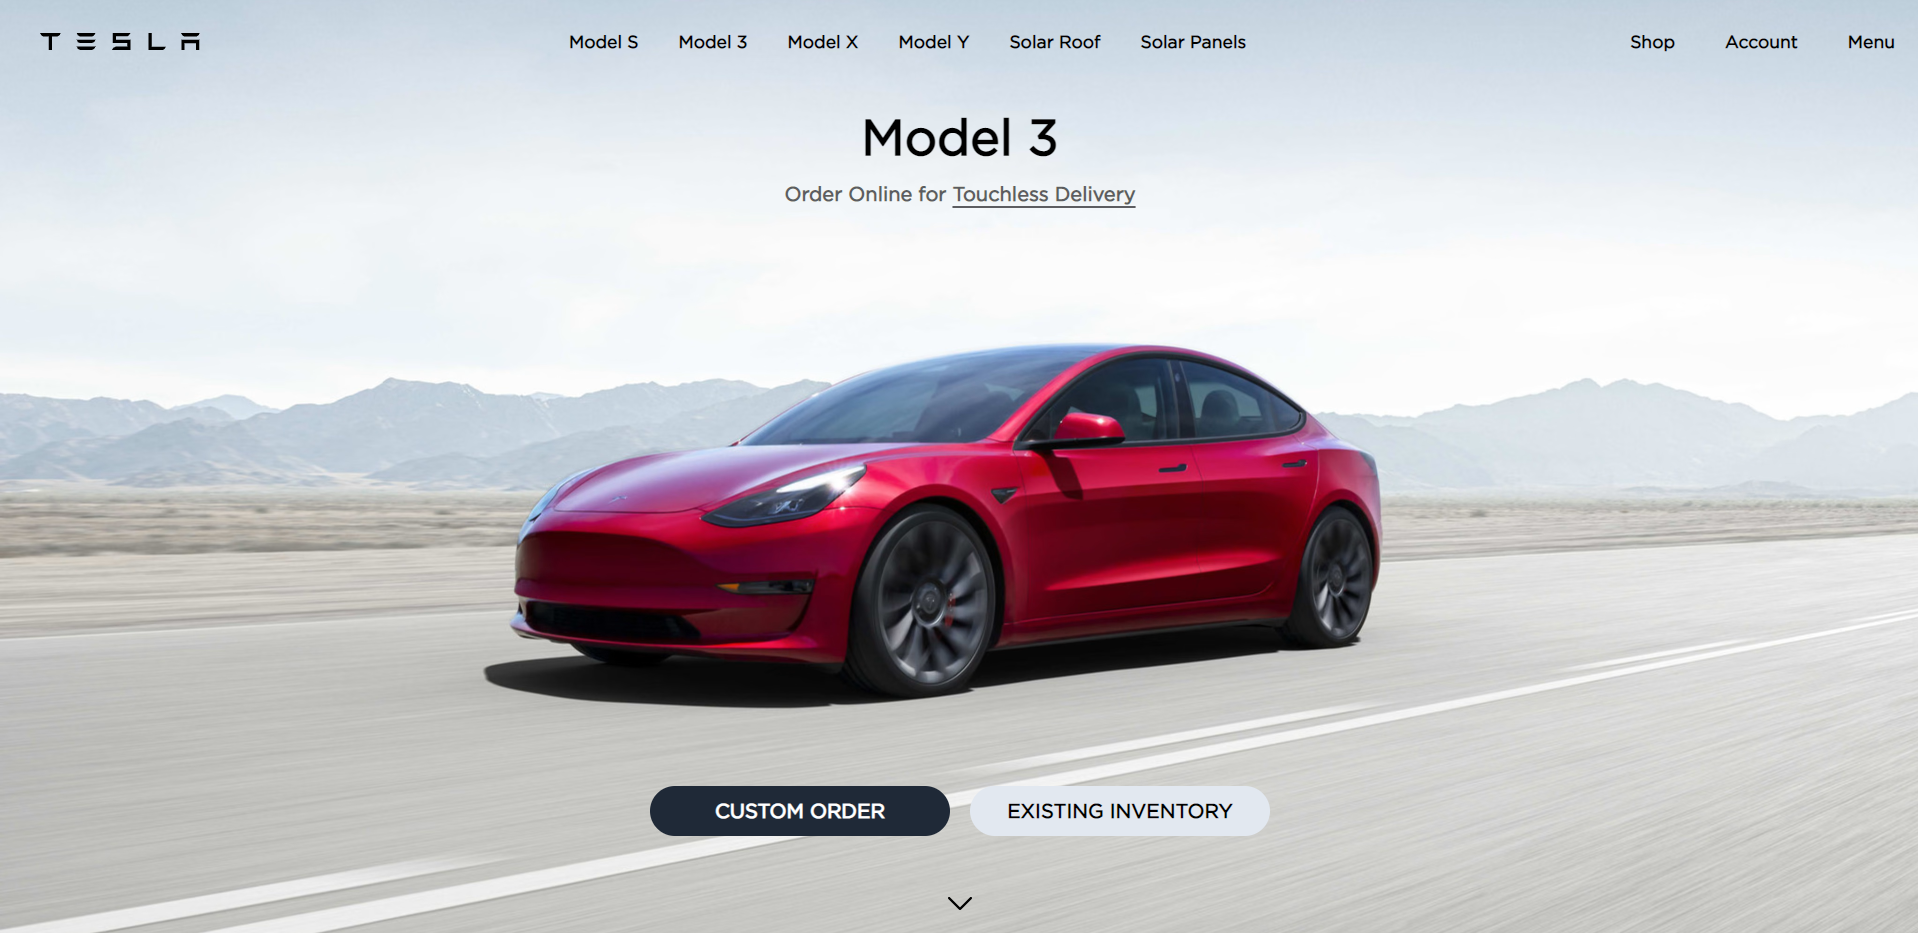 TESLA
Model S Model 3 Model X Model Y Solar Roof Solar Panels
Shop Account Menu
Model 3
Order Online for Touchless Delivery
CUSTOM ORDER
EXISTING INVENTORY